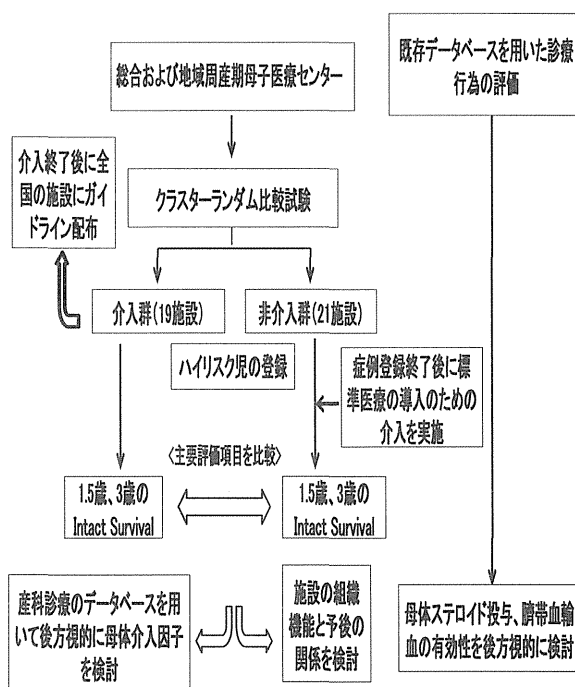 総合および地域周産期母子医療センター
既存データベースを用いた診療
行為の評価
介入終了後に全
国の施設にガイ
ドライン配布
クラスターランダム比較試験
介入群(19施設)
非介入群(21施設)
ハイリスク児の登録
症例登録終了後に標
準医療の導入のための
介入を実施
〈主要評価項目を比較〉
1.5歳、3歳の
Intact Survival
1.5歳、3歳の
Intact Survival
産科診療のデータベースを用
いて後方視的に母体介入因子
を検討
施設の組織
機能と予後の
関係を検討
母体ステロイド投与、臍帯血輸
血の有効性を後方視的に検討